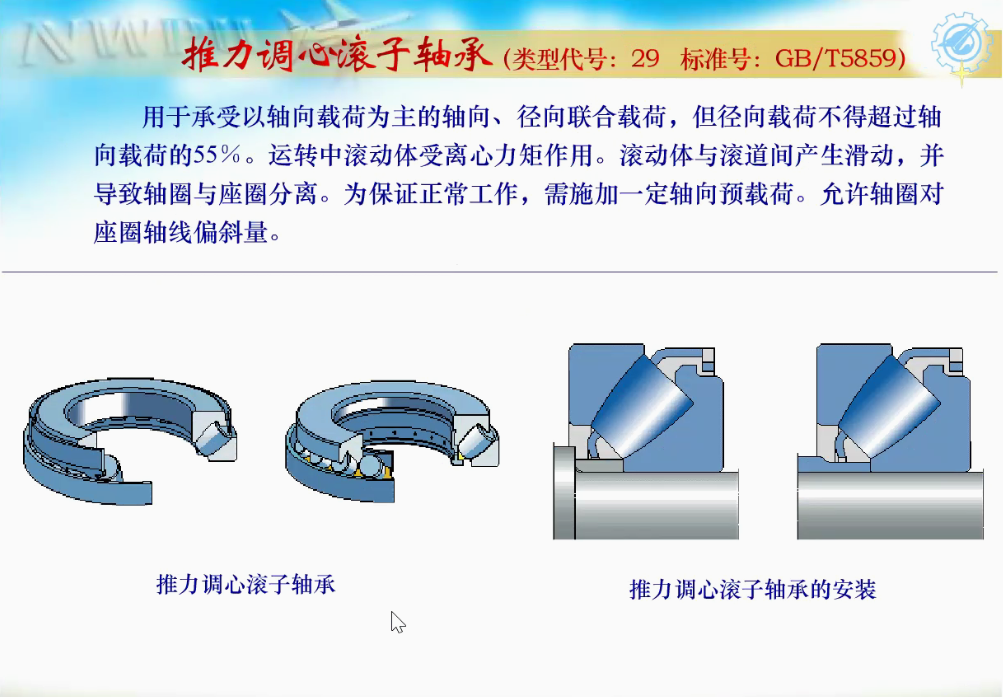 推力调心滚子轴承 (类型代号：29 标准号：GB/T5859)
用于承受以轴向载荷为主的轴向、径向联合载荷，但径向载荷不得超过轴
向载荷的55％。运转中滚动体受离心力矩作用。滚动体与滚道间产生滑动，并
导致轴圈与座圈分离。为保证正常工作，需施加一定轴向预载荷。允许轴圈对
座圈轴线偏斜量。
推力调心滚子轴承
推力调心滚子轴承的安装